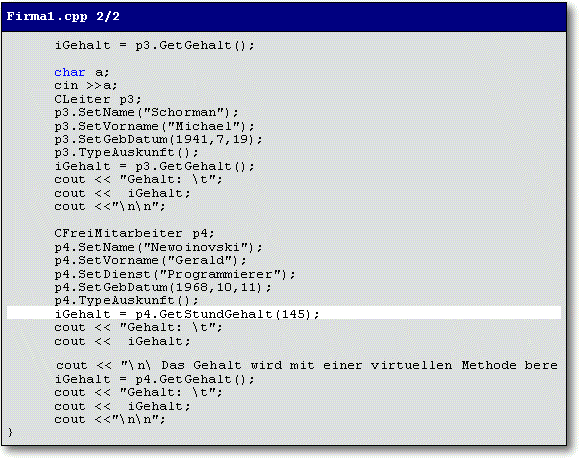 Firma1.cpp 2/2
iGehalt = p3.GetGehalt();
char a;
cin >>a;
CLeiter p3;
p3.SetName("Schorman");
p3.SetVorname("Michael");
p3.SetGebDatum(1941,7,19);
p3.TypeAuskunft();
iGehalt = p3.GetGehalt();
cout << "Gehalt: \t";
cout <<  iGehalt;
cout <<"\n\n";
CFreiMitarbeiter p4;
p4.SetName("Newoinovski");
p4.SetVorname("Gerald");
p4.SetDienst("Programmierer");
p4.SetGebDatum(1968,10,11);
p4.TypeAuskunft();
iGehalt = p4.GetStundGehalt(145);
cout << "Gehalt: \t";
cout <<  iGehalt;
cout << "\n\ Das Gehalt wird mit einer virtuellen Methode bere
iGehalt = p4.GetGehalt();
cout << "Gehalt: \t";
cout <<  iGehalt;
cout <<"\n\n";
}